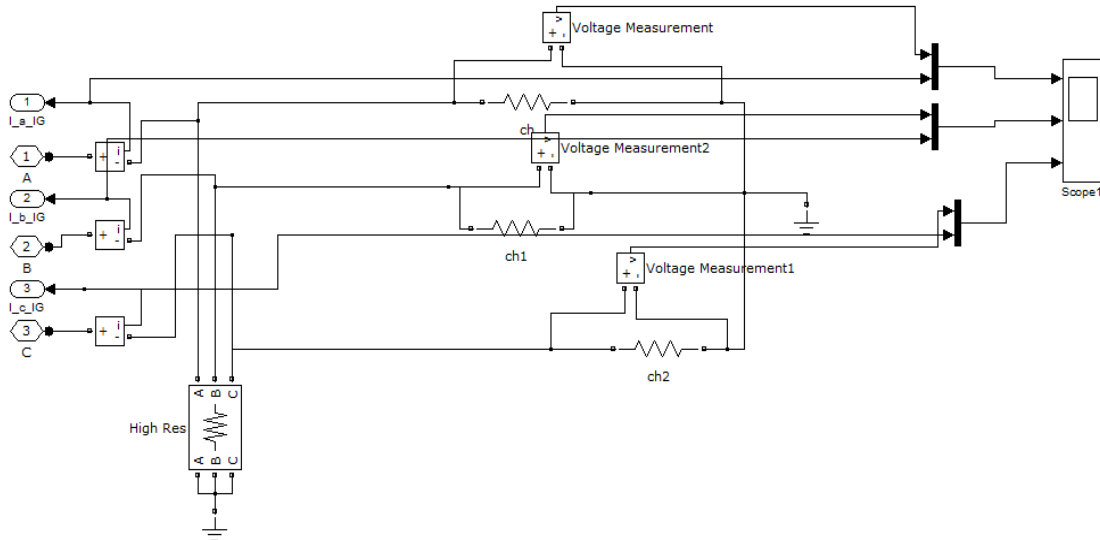 Voltage Measurement
1
I_a_IG
ch
i
+
-
1
A
Voltage Measurement2
2
I_b_IG
Scope1
i
+
-
2
B
ch1
Voltage Measurement1
3
I_c_IG
i
+
-
3
C
ch2
A B C
High Res
A B C